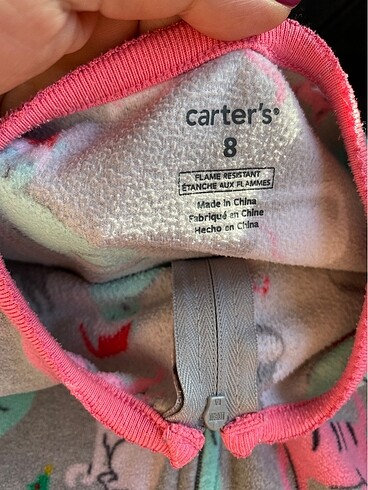 carter's®
8
FLAME RESISTANT
ÉTANCHE AUX FLAMMES
Made in China
Fabriqué en Chine
Hecho en China